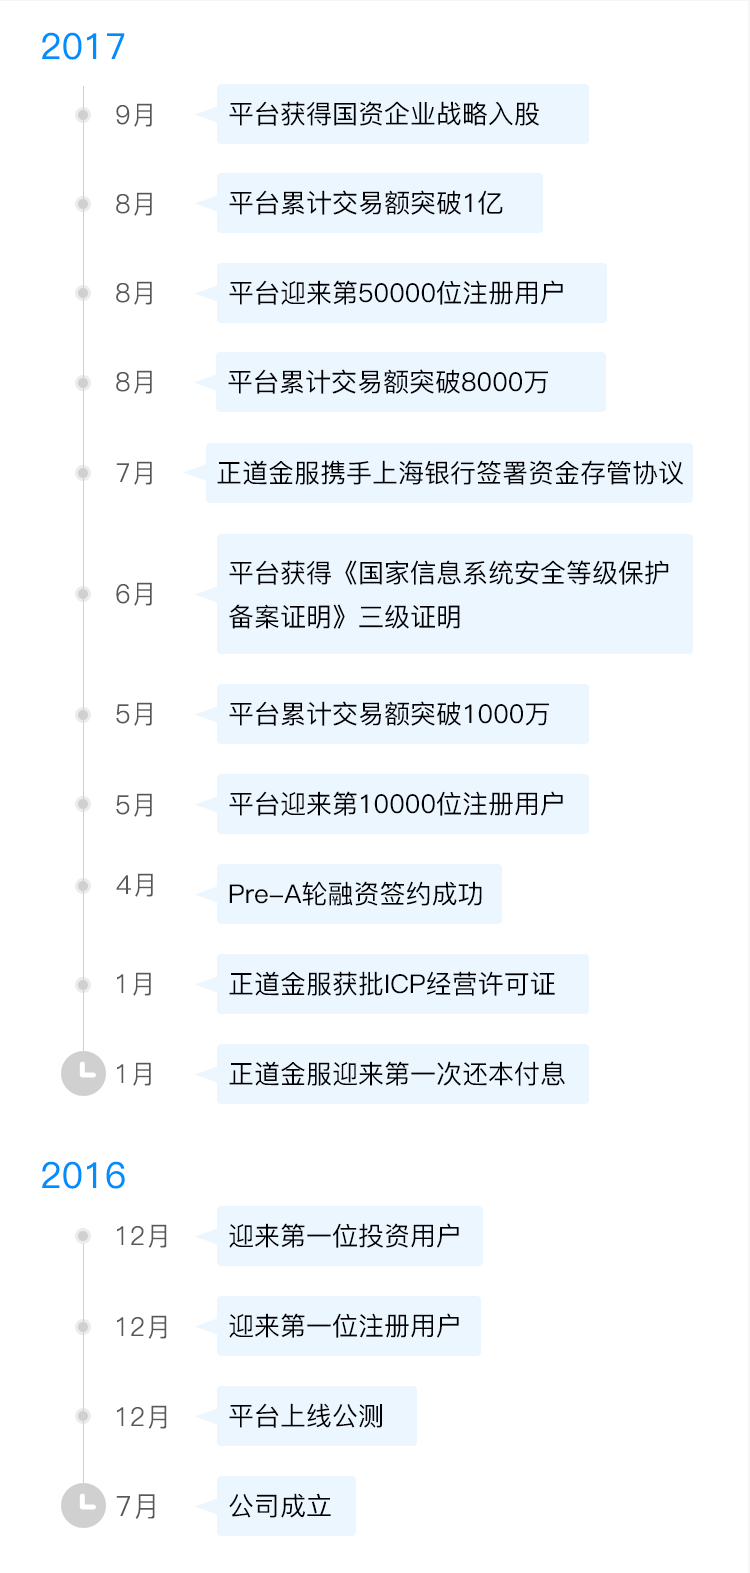 2017
9月 平台获得国资企业战略入股
8月 平台累计交易额突破1亿
8月 平台迎来第50000位注册用户
8月 平台累计交易额突破8000万
7月 正道金服携手上海银行签署资金存管协议
6月 平台获得《国家信息系统安全等级保护
备案证明》三级证明
5月 平台累计交易额突破1000万
5月 平台迎来第10000位注册用户
4月 Pre-A轮融资签约成功
1月 正道金服获批ICP经营许可证
1月 正道金服迎来第一次还本付息
2016
12月 迎来第一位投资用户
12月 迎来第一位注册用户
12月 平台上线公测
7月 公司成立